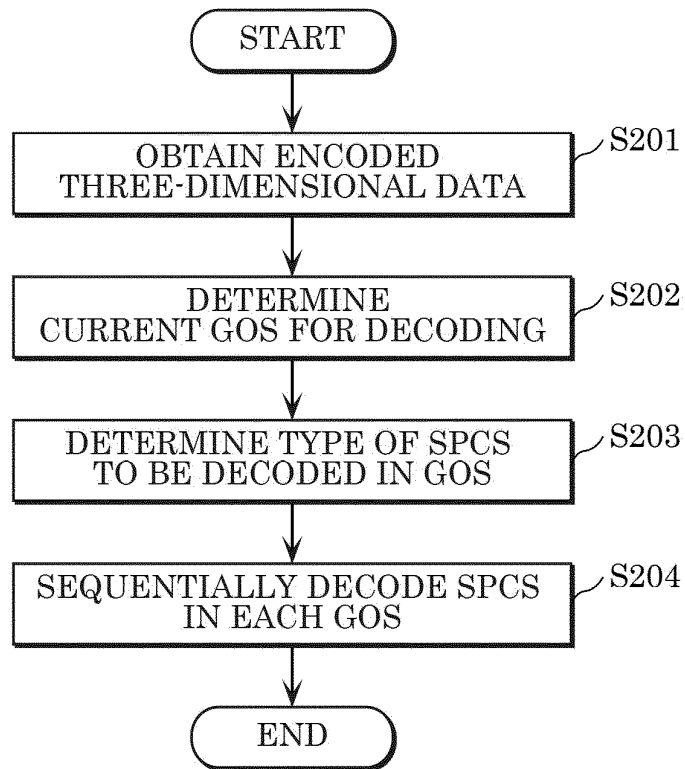 START
OBTAIN ENCODED
THREE-DIMENSIONAL DATA
S201
DETERMINE
CURRENT GOS FOR DECODING
S202
DETERMINE TYPE OF SPCS
TO BE DECODED IN GOS
S203
SEQUENTIALLY DECODE SPCS
IN EACH GOS
S204
END